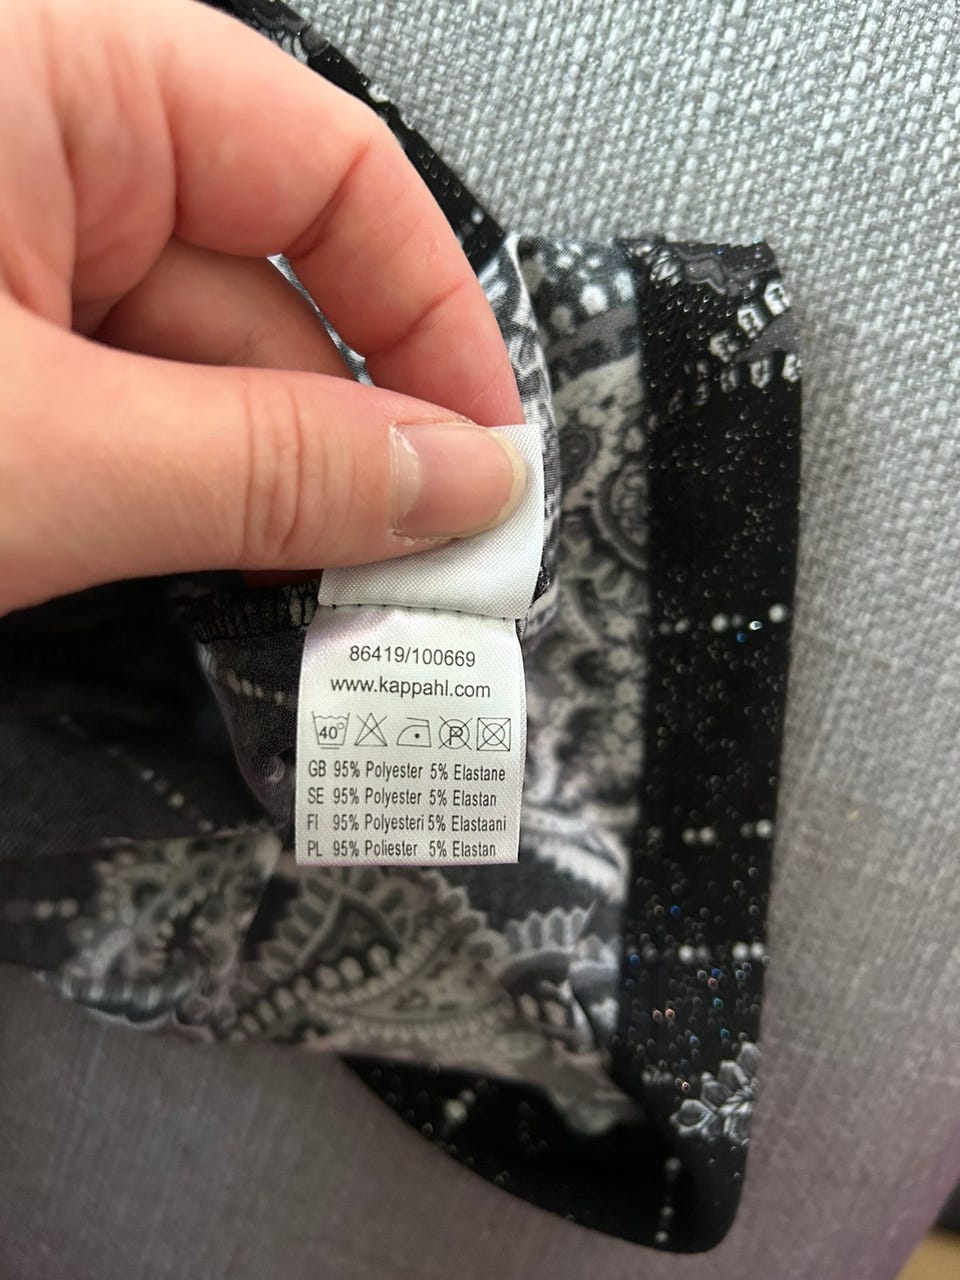 86419/100669
www.kappahl.com
40° P
GB 95% Polyester 5% Elastane
SE 95% Polyester 5% Elastan
FI 95% Polyesteri 5% Elastaani
PL 95% Poliester 5% Elastan